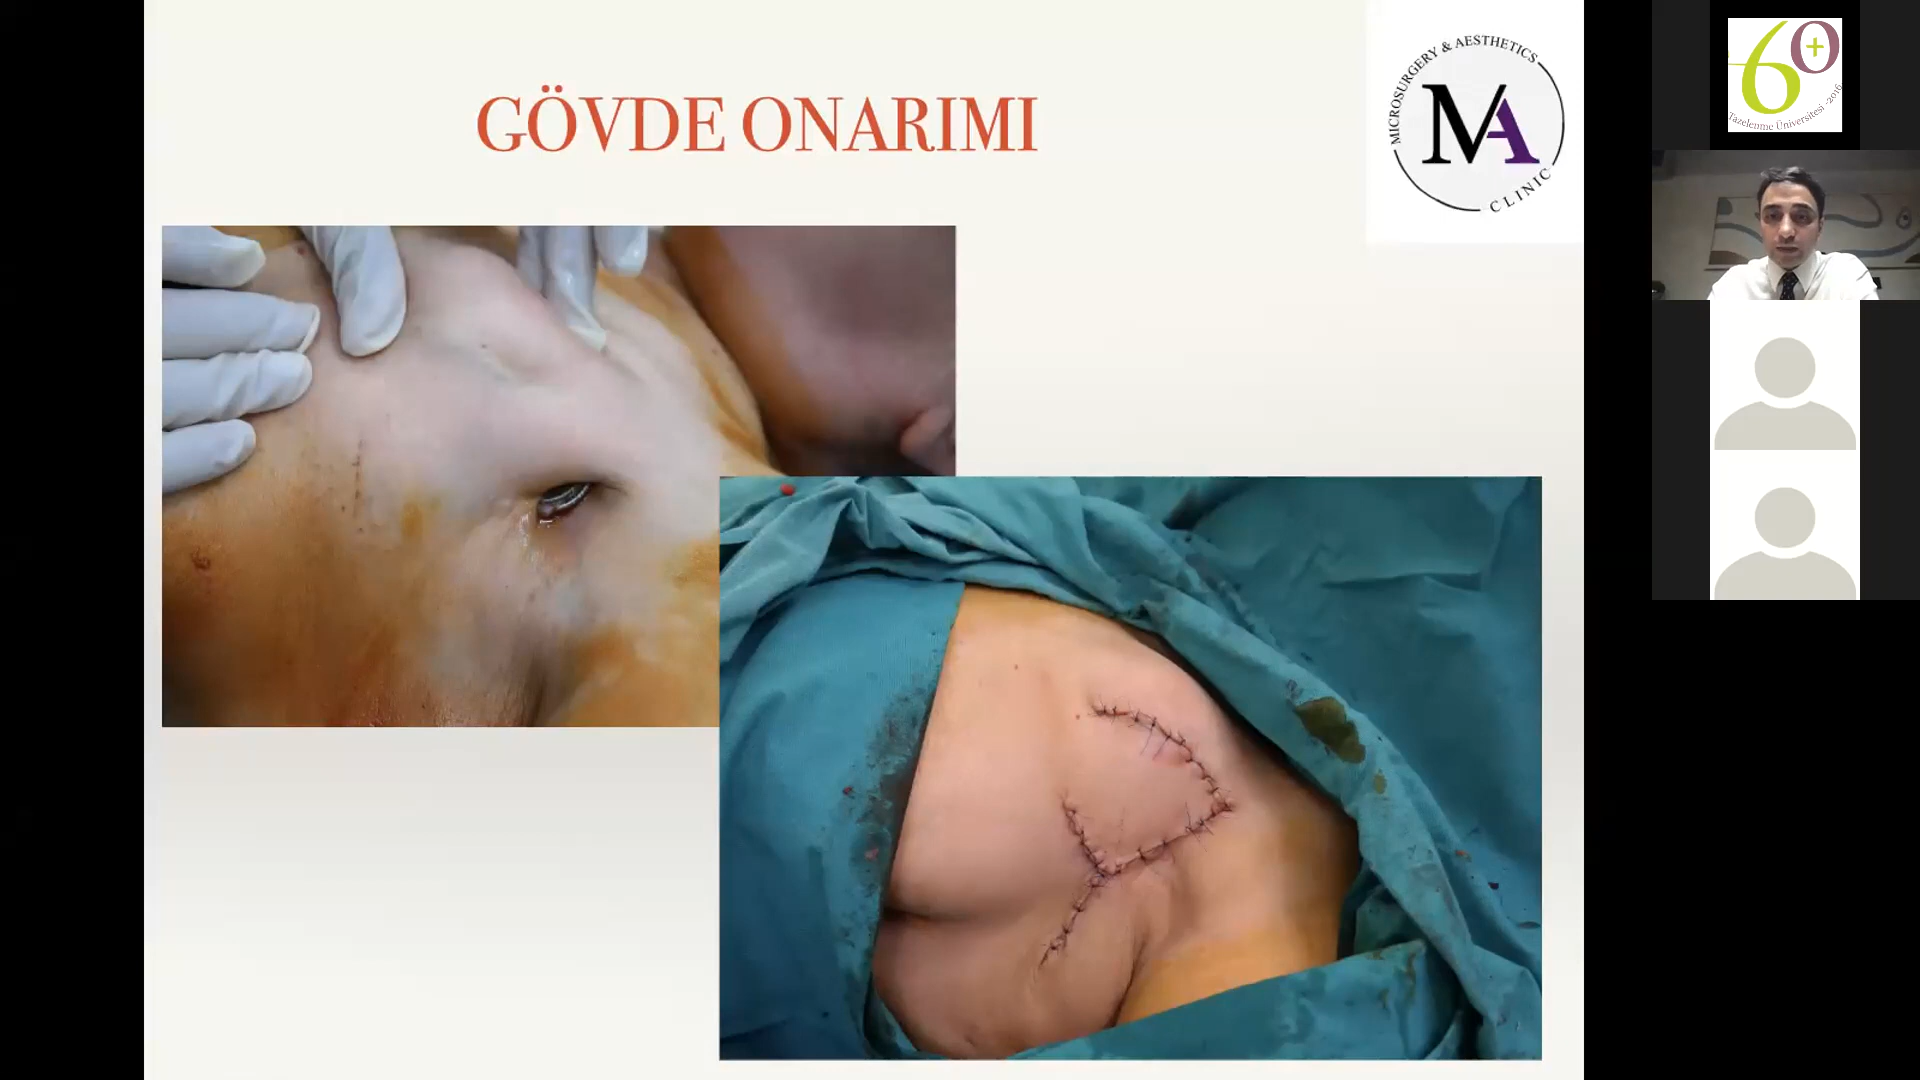 GÖVDE ONARIMI
MICROSURGERY & AESTHETICS
MA
CLINIC
60+
Tazelenme Üniversitesi -2016